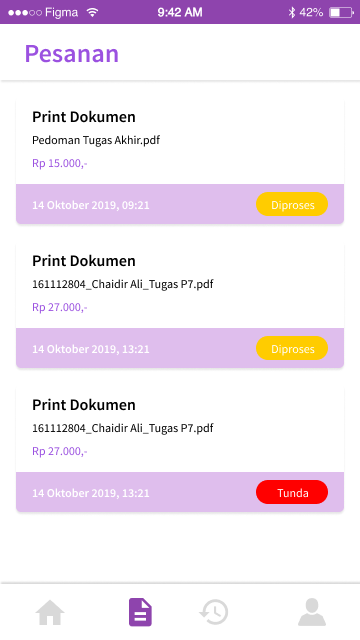 Figma 9:42 AM 42%
Pesanan
Print Dokumen
Pedoman Tugas Akhir.pdf
Rp 15.000,-
14 Oktober 2019, 09:21 Diproses
Print Dokumen
161112804_Chaidir Ali_Tugas P7.pdf
Rp 27.000,-
14 Oktober 2019, 13:21 Diproses
Print Dokumen
161112804_Chaidir Ali_Tugas P7.pdf
Rp 27.000,-
14 Oktober 2019, 13:21 Tunda